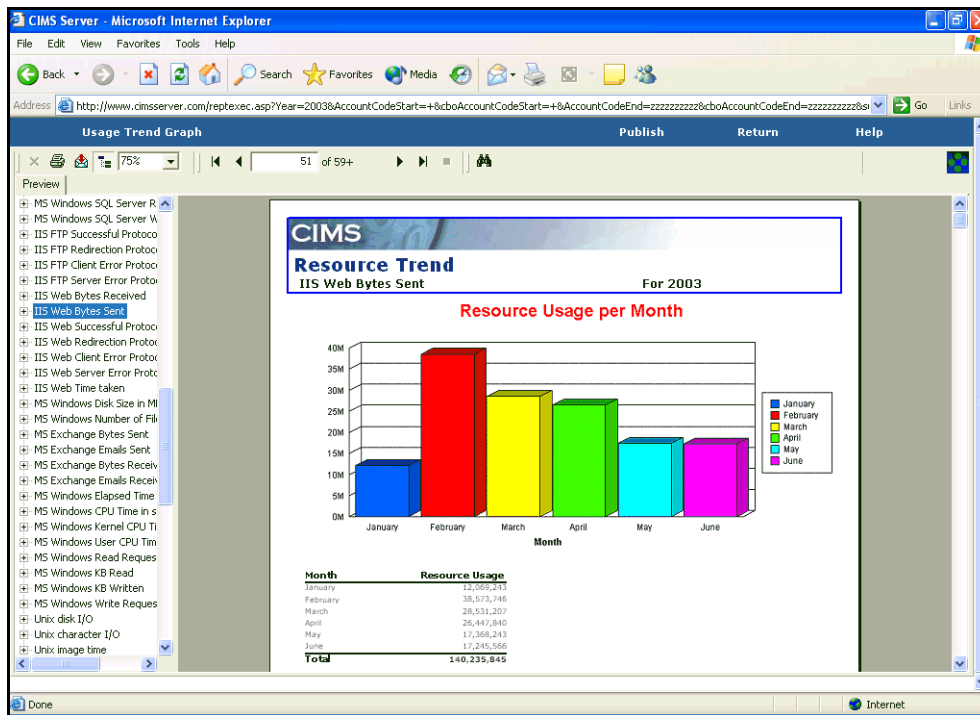 CIMS Server - Microsoft Internet Explorer
File Edit View Favorites Tools Help
Back Search Favorites Media
Address http://www.cimsserver.com/reptexec.asp?Year=2003&AccountCodeStart=+&cboAccountCodeStart=+&AccountCodeEnd=zzzzzzzzzz&cboAccountCodeEnd=zzzzzzzzzz&su Go Links
Usage Trend Graph Publish Return Help
75% 51 of 59+
Preview
MS Windows SQL Server R
MS Windows SQL Server W
IIS FTP Successful Protoco
IIS FTP Redirection Protoco
IIS FTP Client Error Protoco
IIS FTP Server Error Proto
IIS Web Bytes Received
IIS Web Bytes Sent
IIS Web Successful Protoco
IIS Web Redirection Protoc
IIS Web Client Error Protoc
IIS Web Server Error Protc
IIS Web Time taken
MS Windows Disk Size in MB
MS Windows Number of File
MS Exchange Bytes Sent
MS Exchange Emails Sent
MS Exchange Bytes Receiv
MS Exchange Emails Receiv
MS Windows Elapsed Time
MS Windows CPU Time in s
MS Windows Kernel CPU Ti
MS Windows User CPU Tim
MS Windows Read Reques
MS Windows KB Read
MS Windows KB Written
MS Windows Write Reques
Unix disk I/O
Unix character I/O
Unix image time
CIMS
Resource Trend
IIS Web Bytes Sent For 2003
Resource Usage per Month
40M
35M
30M
25M
20M
15M
10M
5M
0M
January February March April May June
Month
January
February
March
April
May
June
Month Resource Usage
January 12,069,243
February 38,573,746
March 28,531,207
April 26,447,840
May 17,368,243
June 17,245,566
Total 140,235,845
Done Internet